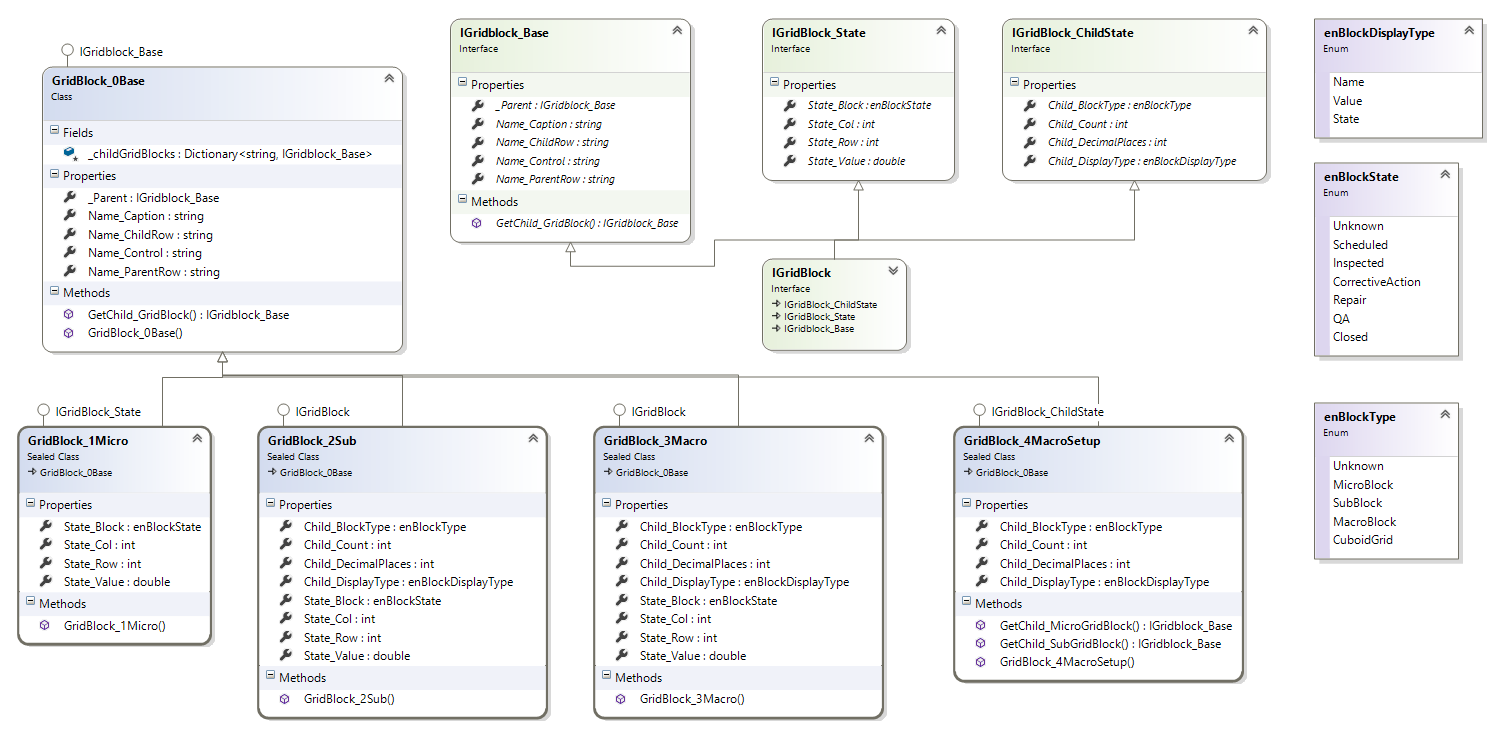 IGridblock_Base
GridBlock_0Base
Class
Fields
_childGridBlocks : Dictionary<string, IGridblock_Base>
Properties
_Parent : IGridblock_Base
Name_Caption : string
Name_ChildRow : string
Name_Control : string
Name_ParentRow : string
Methods
GetChild_GridBlock() : IGridblock_Base
GridBlock_0Base()
IGridblock_Base
Interface
Properties
_Parent : IGridblock_Base
Name_Caption : string
Name_ChildRow : string
Name_Control : string
Name_ParentRow : string
Methods
GetChild_GridBlock() : IGridblock_Base
IGridBlock_State
Interface
Properties
State_Block : enBlockState
State_Col : int
State_Row : int
State_Value : double
IGridBlock_ChildState
Interface
Properties
Child_BlockType : enBlockType
Child_Count : int
Child_DecimalPlaces : int
Child_DisplayType : enBlockDisplayType
IGridBlock
Interface
IGridBlock_ChildState
IGridBlock_State
IGridblock_Base
enBlockDisplayType
Enum
Name
Value
State
enBlockState
Enum
Unknown
Scheduled
Inspected
CorrectiveAction
Repair
QA
Closed
IGridBlock_State
GridBlock_1Micro
Sealed Class
GridBlock_0Base
Properties
State_Block : enBlockState
State_Col : int
State_Row : int
State_Value : double
Methods
GridBlock_1Micro()
IGridBlock
GridBlock_2Sub
Sealed Class
GridBlock_0Base
Properties
Child_BlockType : enBlockType
Child_Count : int
Child_DecimalPlaces : int
Child_DisplayType : enBlockDisplayType
State_Block : enBlockState
State_Col : int
State_Row : int
State_Value : double
Methods
GridBlock_2Sub()
IGridBlock
GridBlock_3Macro
Sealed Class
GridBlock_0Base
Properties
Child_BlockType : enBlockType
Child_Count : int
Child_DecimalPlaces : int
Child_DisplayType : enBlockDisplayType
State_Block : enBlockState
State_Col : int
State_Row : int
State_Value : double
Methods
GridBlock_3Macro()
IGridBlock_ChildState
GridBlock_4MacroSetup
Sealed Class
GridBlock_0Base
Properties
Child_BlockType : enBlockType
Child_Count : int
Child_DecimalPlaces : int
Child_DisplayType : enBlockDisplayType
Methods
GetChild_MicroGridBlock() : IGridblock_Base
GetChild_SubGridBlock() : IGridblock_Base
GridBlock_4MacroSetup()
enBlockType
Enum
Unknown
MicroBlock
SubBlock
MacroBlock
CuboidGrid